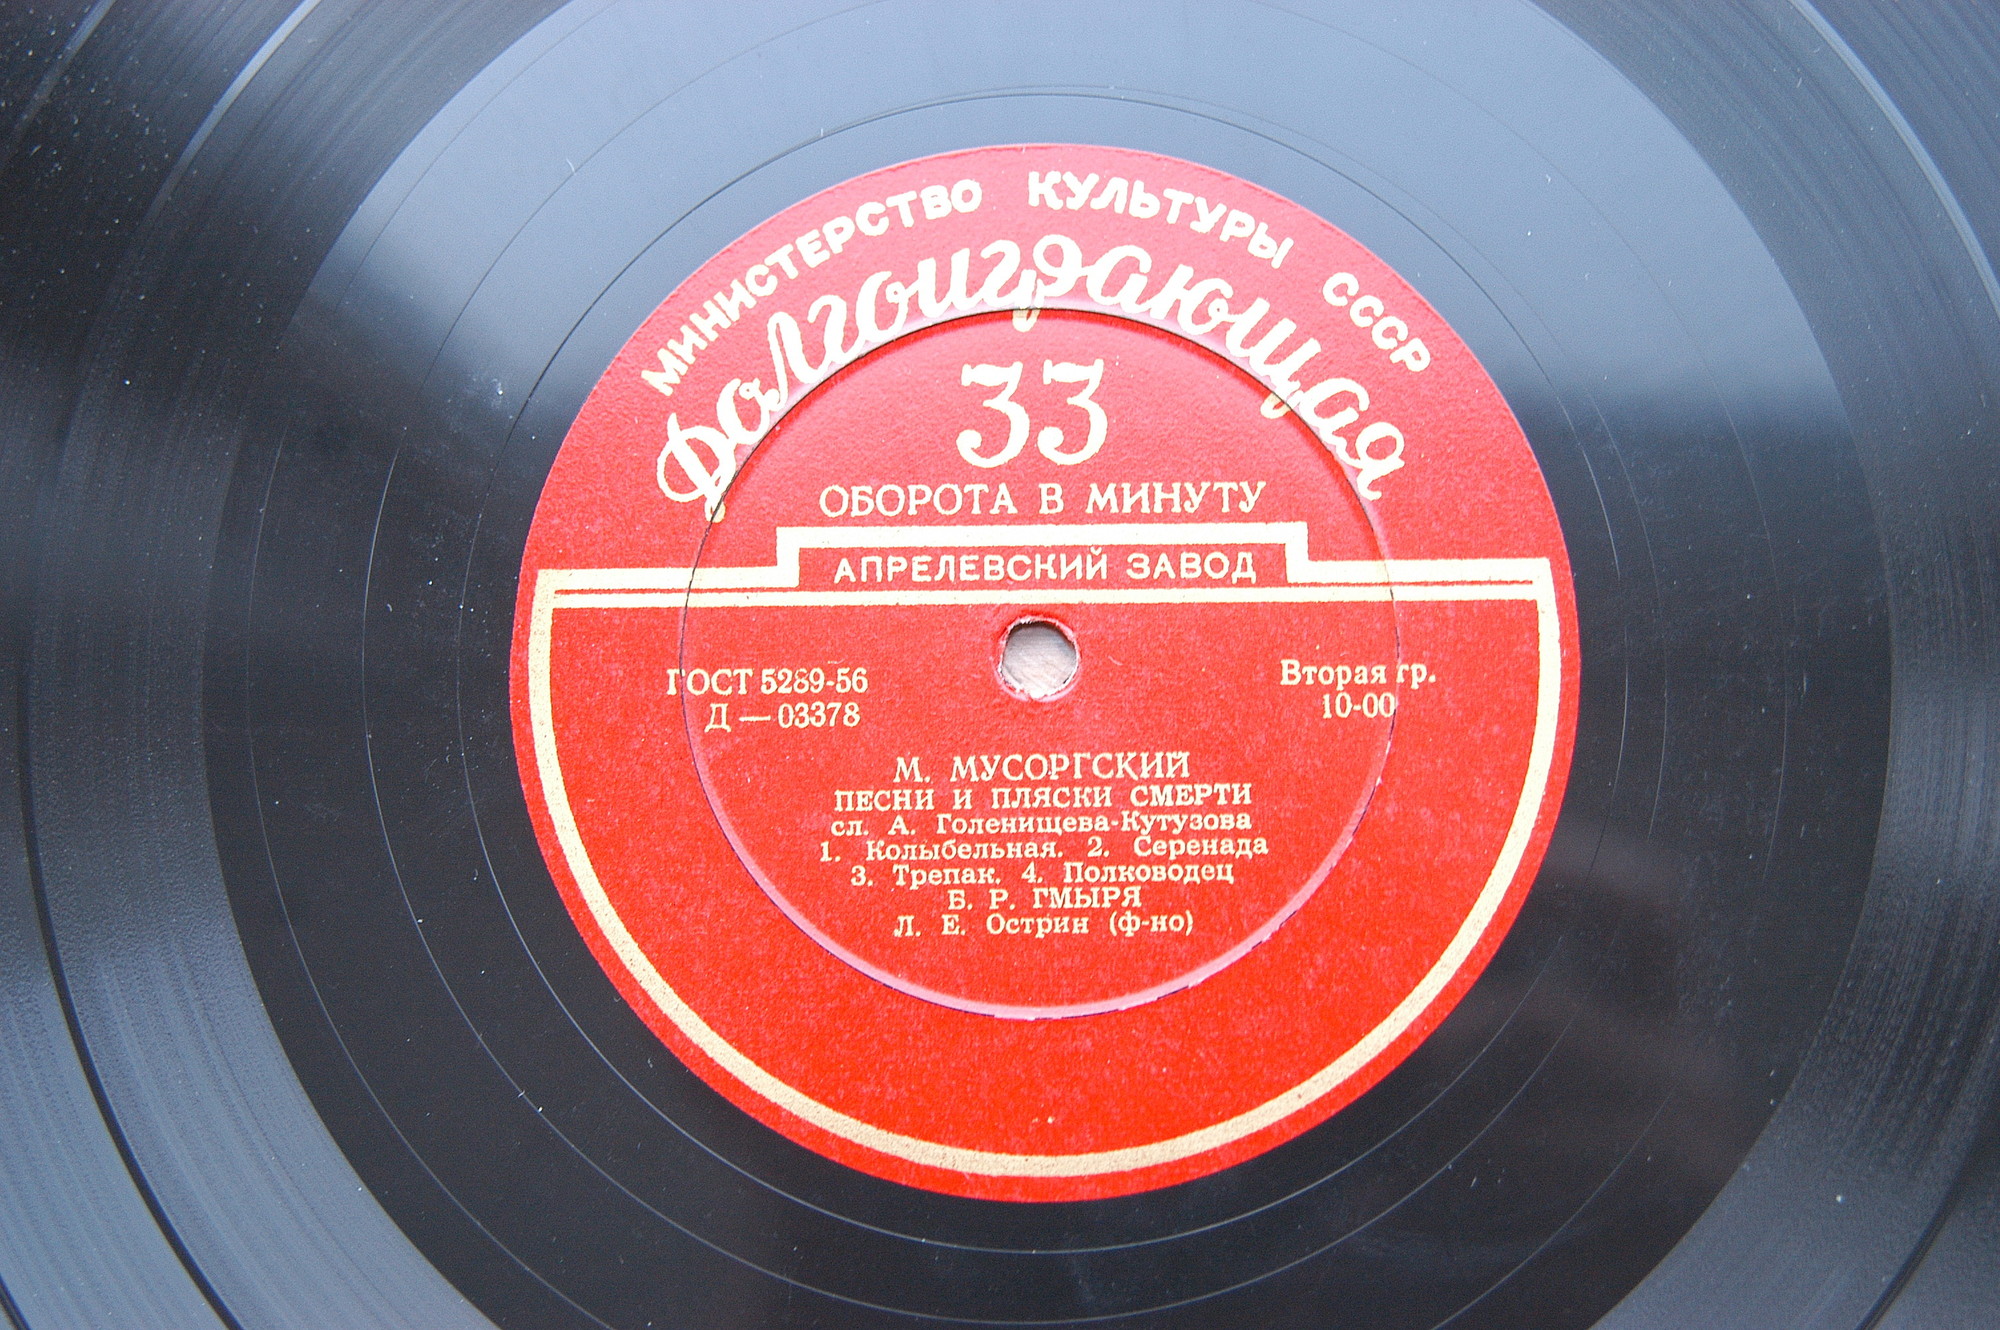 МИНИСТЕРСТВО КУЛЬТУРЫ СССР
Долгоиграющая
33
ОБОРОТА В МИНУТУ
АПРЕЛЕВСКИЙ ЗАВОД
ГОСТ 5289-56
Д — 03378
Вторая гр.
10-00
М. МУСОРГСКИЙ
ПЕСНИ И ПЛЯСКИ СМЕРТИ
сл. А. Голенищева-Кутузова
1. Колыбельная. 2. Серенада
3. Трепак. 4. Полководец
Б. Р. ГМЫРЯ
Л. Е. Острин (ф-но)